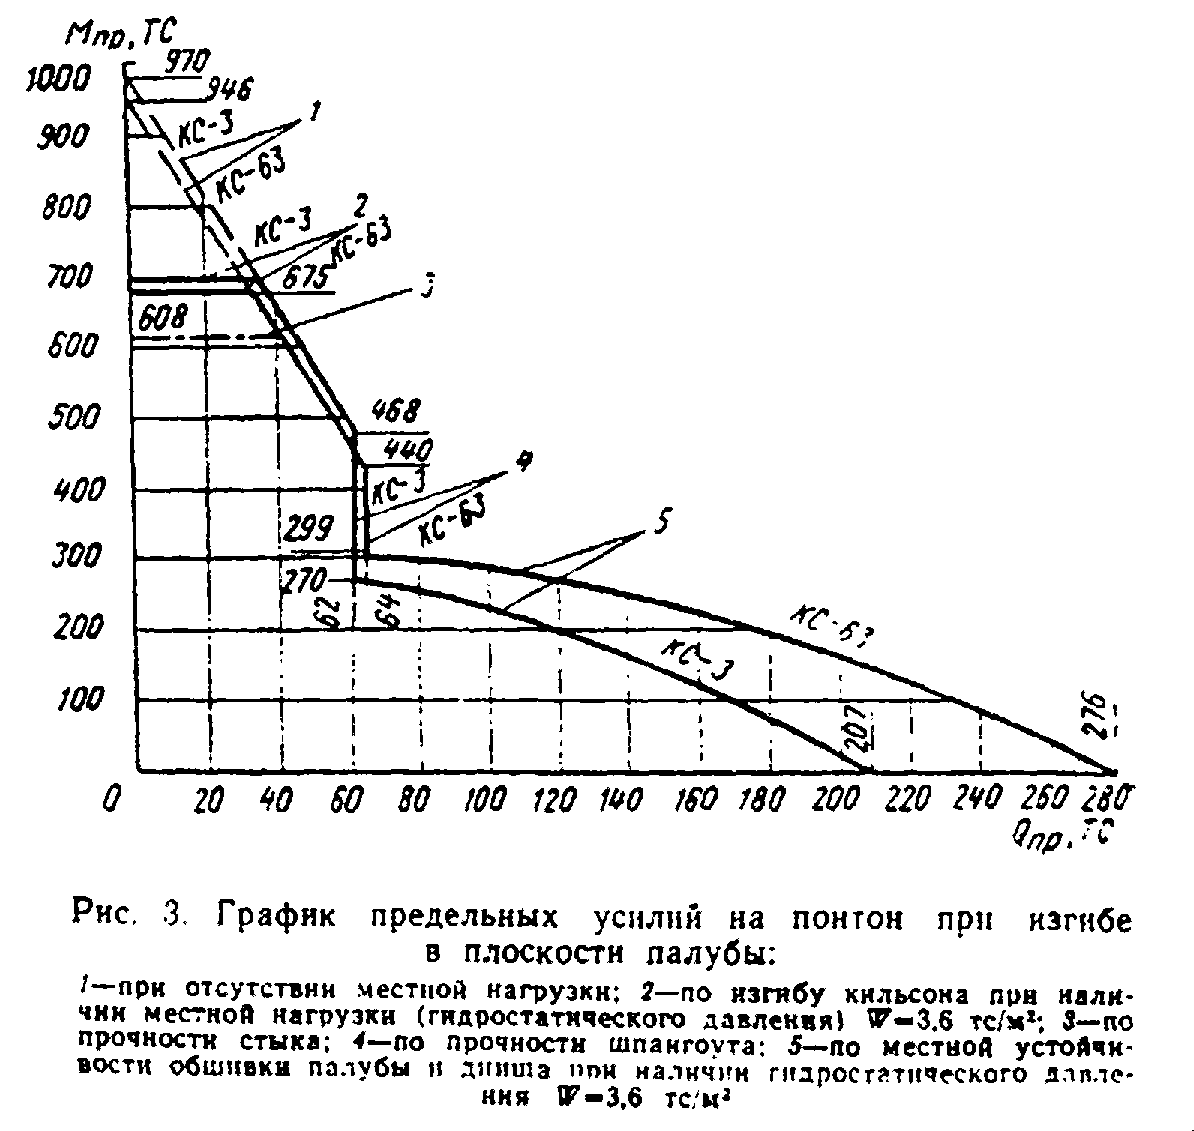 Mпр, ТС
970
1000
946
КС-3
1
900
КС-63
800
2
КС-3
КС-63
700
675
3
608
600
468
500
440
4
КС-3
400
КС-63
299
5
300
270
62
64
КС-63
200
КС-3
100
207
276
0 20 40 60 80 100 120 140 160 180 200 220 240 260 280
Qпр, ТС
Рис. 3. График предельных усилий на понтон при изгибе
в плоскости палубы:
1—при отсутствии местной нагрузки; 2—по изгибу кильсона при нали-
чии местной нагрузки (гидростатического давления) W=3,6 тс/м²; 3—по
прочности стыка; 4—по прочности шпангоута; 5—по местной устойчи-
вости обшивки палубы и днища при наличии гидростатического давле-
ния W=3,6 тс/м²